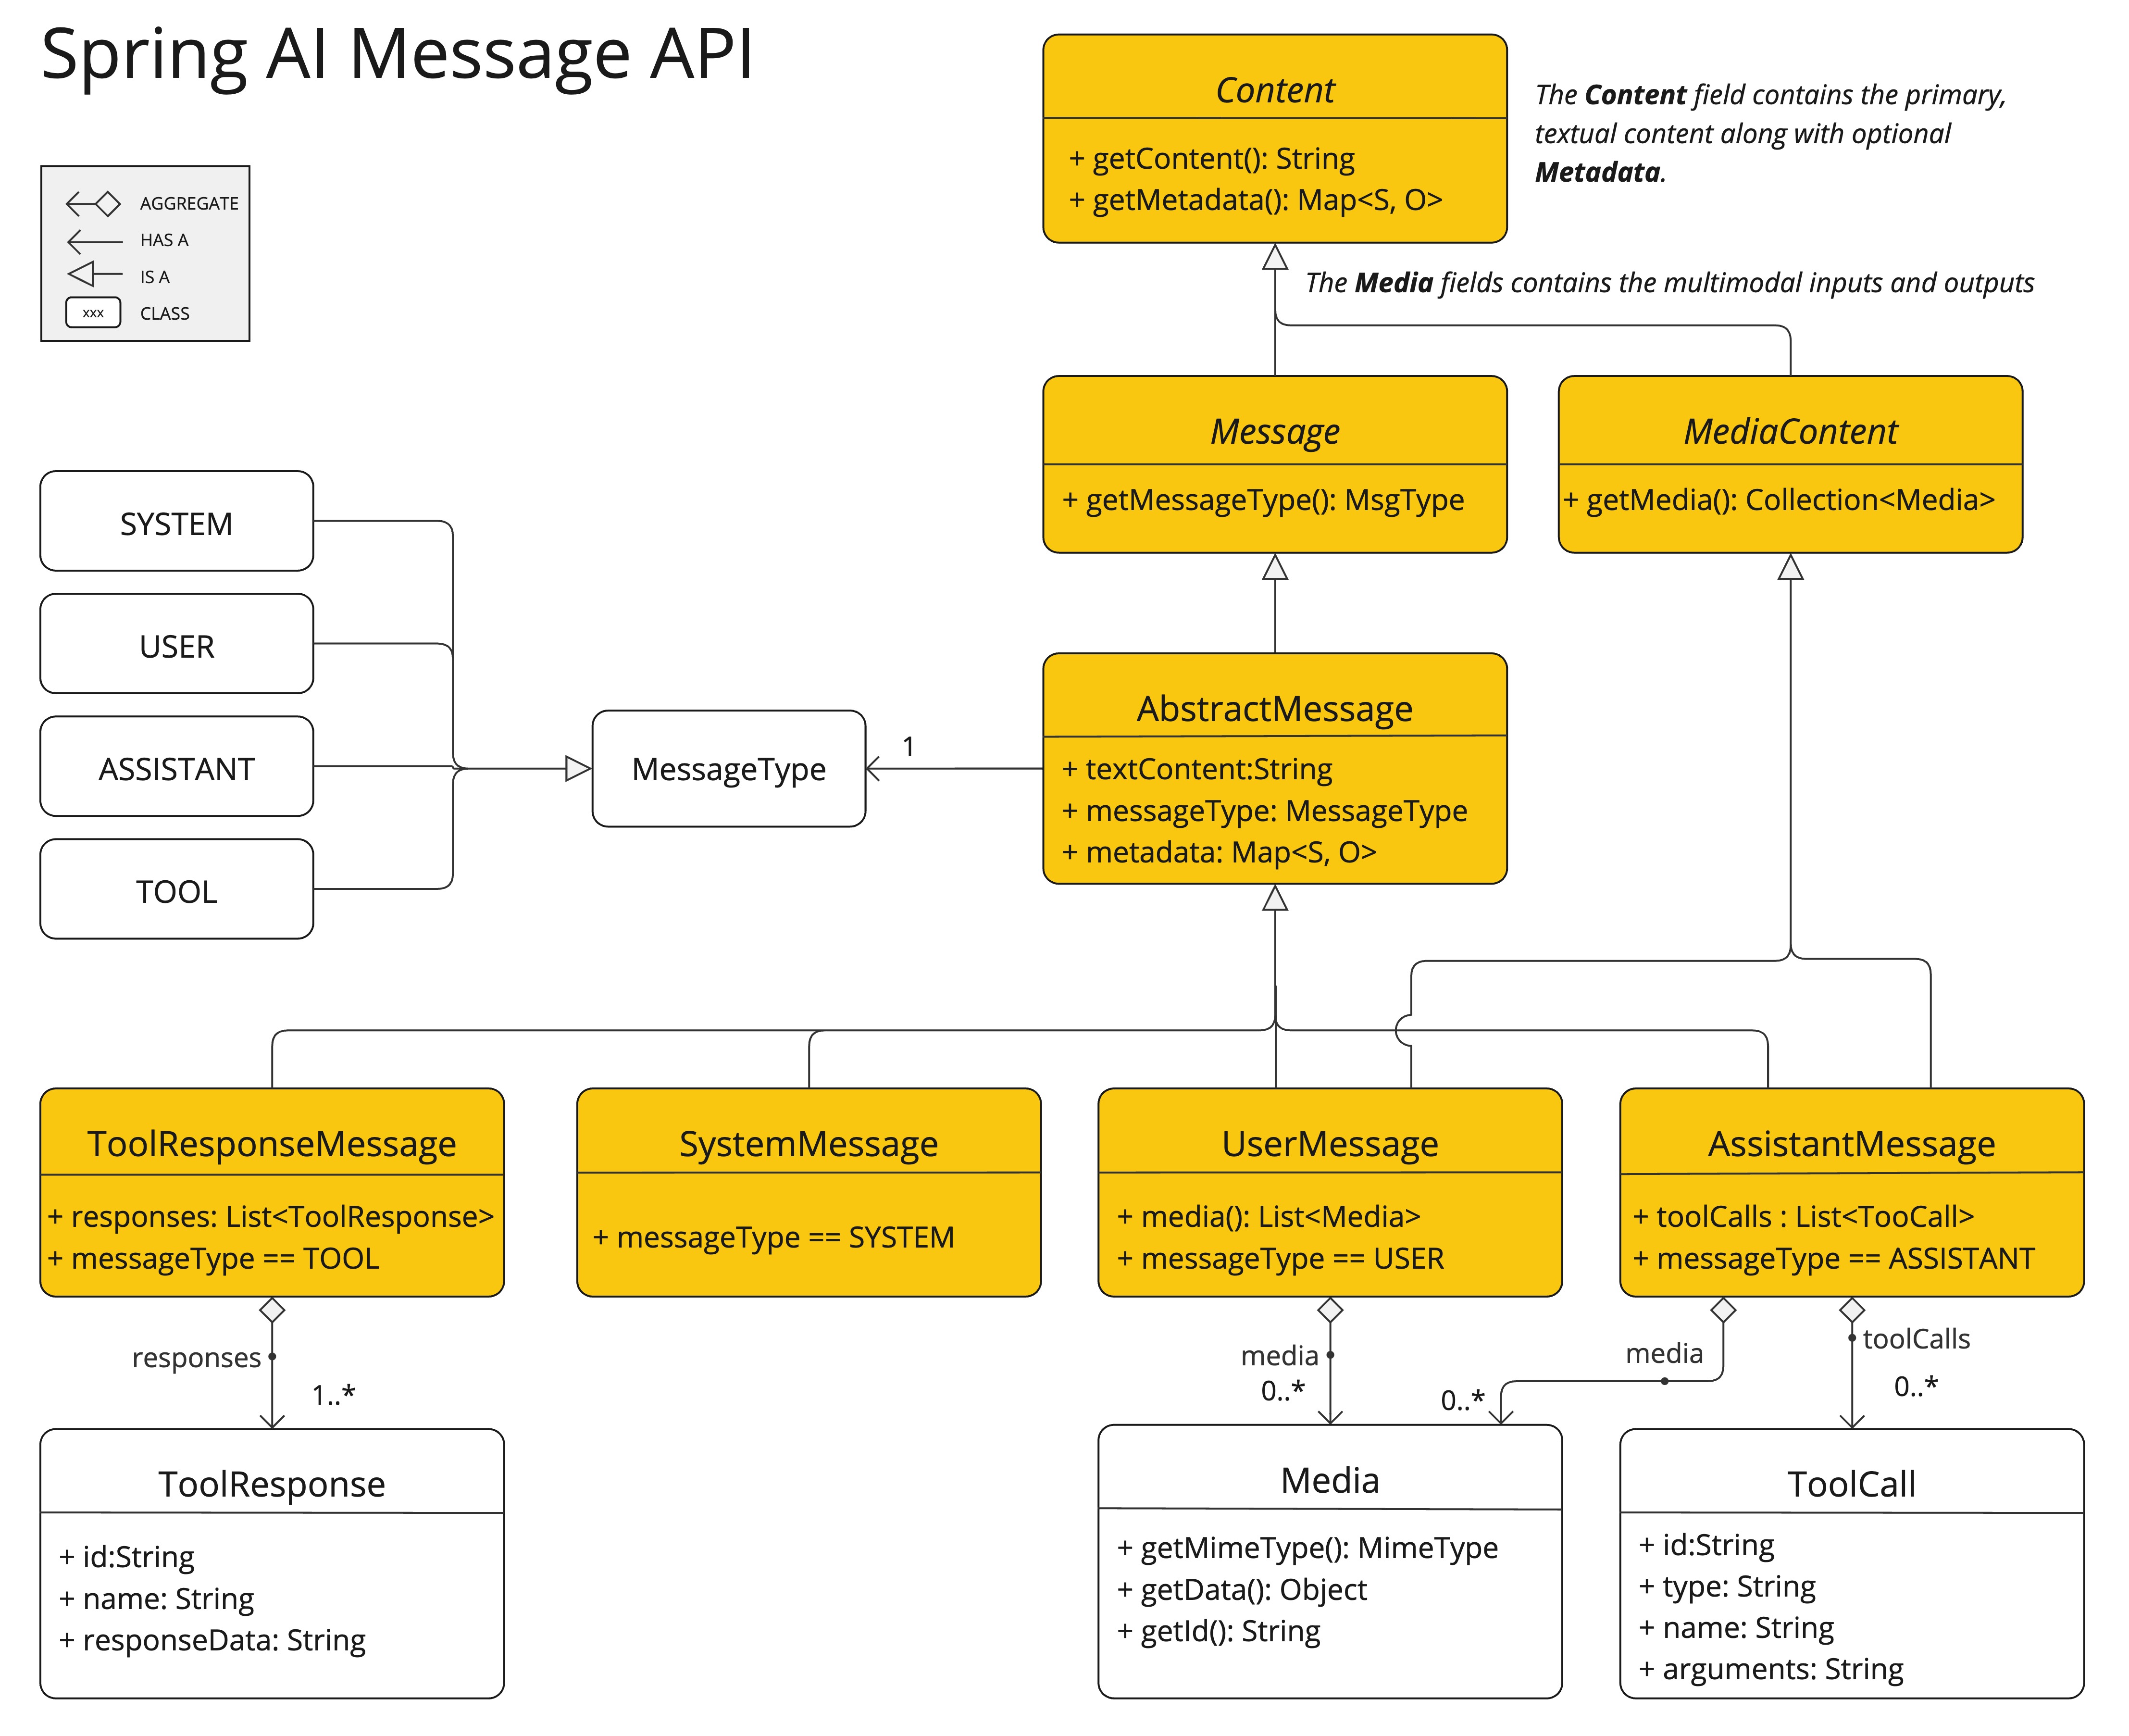 Spring AI Message API
AGGREGATE
HAS A
IS A
xxx
CLASS
Content
+ getContent(): String
+ getMetadata(): Map<S, O>
The Content field contains the primary,
textual content along with optional
Metadata.
The Media fields contains the multimodal inputs and outputs
Message
+ getMessageType(): MsgType
MediaContent
+ getMedia(): Collection<Media>
SYSTEM
USER
ASSISTANT
TOOL
MessageType
1
AbstractMessage
+ textContent:String
+ messageType: MessageType
+ metadata: Map<S, O>
ToolResponseMessage
+ responses: List<ToolResponse>
+ messageType == TOOL
SystemMessage
+ messageType == SYSTEM
UserMessage
+ media(): List<Media>
+ messageType == USER
AssistantMessage
+ toolCalls : List<TooCall>
+ messageType == ASSISTANT
responses
1..*
media
0..*
media
0..*
toolCalls
0..*
ToolResponse
+ id:String
+ name: String
+ responseData: String
Media
+ getMimeType(): MimeType
+ getData(): Object
+ getId(): String
ToolCall
+ id:String
+ type: String
+ name: String
+ arguments: String